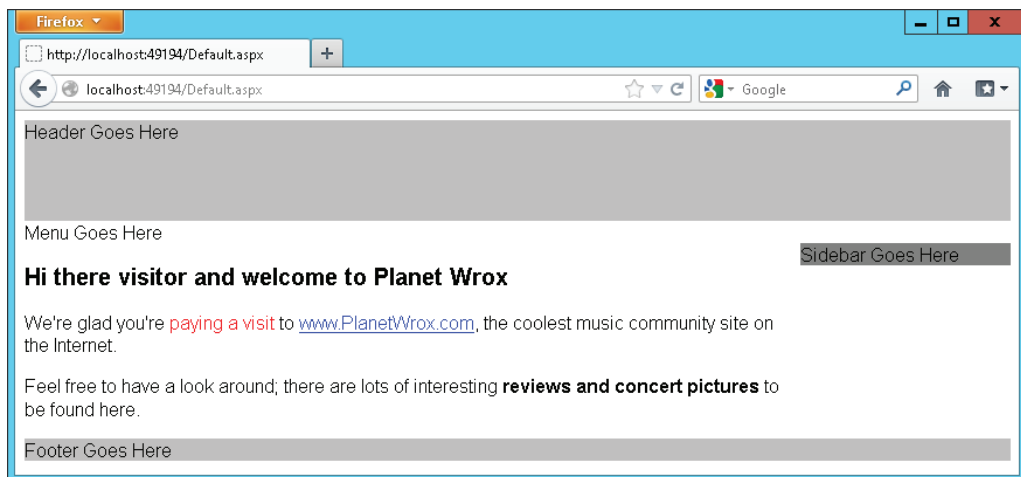 Firefox
http://localhost:49194/Default.aspx
localhost:49194/Default.aspx
Google
Header Goes Here
Menu Goes Here
Sidebar Goes Here
Hi there visitor and welcome to Planet Wrox
We're glad you're paying a visit to www.PlanetWrox.com, the coolest music community site on
the Internet.
Feel free to have a look around; there are lots of interesting reviews and concert pictures to
be found here.
Footer Goes Here